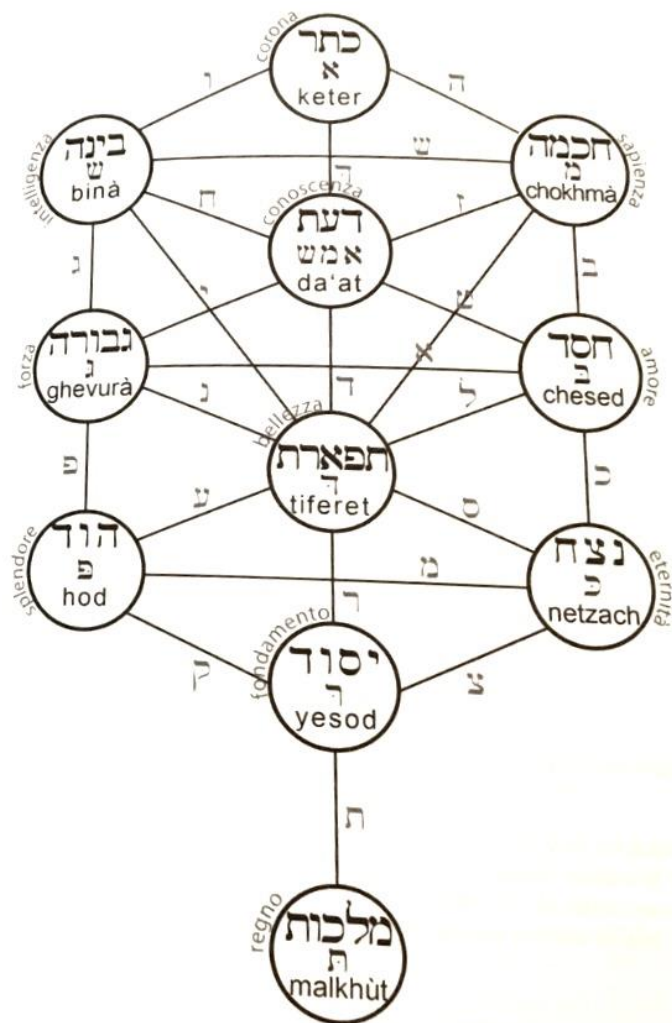 corona
כתר
א
keter
ו
ה
intelligenza
בינה
ש
binà
ש
sapienza
חכמה
מ
chokhmà
ד
conoscenza
דעת
אמש
da'at
ח
ז
ג
ב
י
ט
א
forza
גבורה
גּ
ghevurà
amore
חסד
בּ
chesed
ד
נ
ל
bellezza
תפארת
דּ
tiferet
פ
כ
ע
ס
splendore
הוד
פּ
hod
מ
eternità
נצח
כּ
netzach
ר
fondamento
יסוד
רּ
yesod
ק
צ
ת
regno
מלכות
תּ
malkhùt